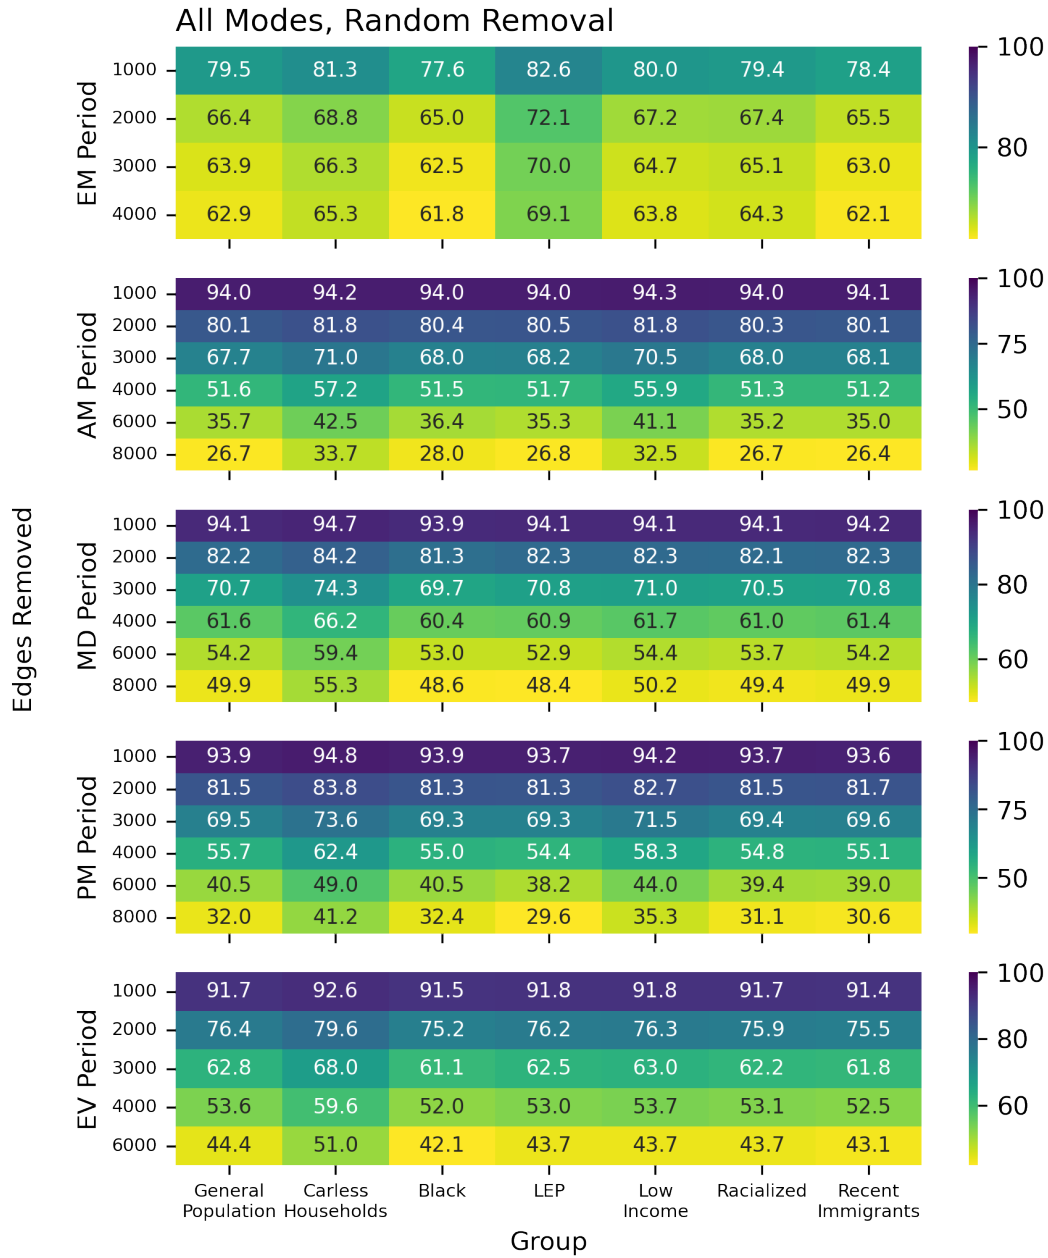 All Modes, Random Removal
EM Period
1000 79.5 81.3 77.6 82.6 80.0 79.4 78.4
2000 66.4 68.8 65.0 72.1 67.2 67.4 65.5
3000 63.9 66.3 62.5 70.0 64.7 65.1 63.0
4000 62.9 65.3 61.8 69.1 63.8 64.3 62.1
100
80
AM Period
1000 94.0 94.2 94.0 94.0 94.3 94.0 94.1
2000 80.1 81.8 80.4 80.5 81.8 80.3 80.1
3000 67.7 71.0 68.0 68.2 70.5 68.0 68.1
4000 51.6 57.2 51.5 51.7 55.9 51.3 51.2
6000 35.7 42.5 36.4 35.3 41.1 35.2 35.0
8000 26.7 33.7 28.0 26.8 32.5 26.7 26.4
100
75
50
Edges Removed
MD Period
1000 94.1 94.7 93.9 94.1 94.1 94.1 94.2
2000 82.2 84.2 81.3 82.3 82.3 82.1 82.3
3000 70.7 74.3 69.7 70.8 71.0 70.5 70.8
4000 61.6 66.2 60.4 60.9 61.7 61.0 61.4
6000 54.2 59.4 53.0 52.9 54.4 53.7 54.2
8000 49.9 55.3 48.6 48.4 50.2 49.4 49.9
100
80
60
PM Period
1000 93.9 94.8 93.9 93.7 94.2 93.7 93.6
2000 81.5 83.8 81.3 81.3 82.7 81.5 81.7
3000 69.5 73.6 69.3 69.3 71.5 69.4 69.6
4000 55.7 62.4 55.0 54.4 58.3 54.8 55.1
6000 40.5 49.0 40.5 38.2 44.0 39.4 39.0
8000 32.0 41.2 32.4 29.6 35.3 31.1 30.6
100
75
50
EV Period
1000 91.7 92.6 91.5 91.8 91.8 91.7 91.4
2000 76.4 79.6 75.2 76.2 76.3 75.9 75.5
3000 62.8 68.0 61.1 62.5 63.0 62.2 61.8
4000 53.6 59.6 52.0 53.0 53.7 53.1 52.5
6000 44.4 51.0 42.1 43.7 43.7 43.7 43.1
100
80
60
General Carless Black LEP Low Racialized Recent
Population Households Income Immigrants
Group